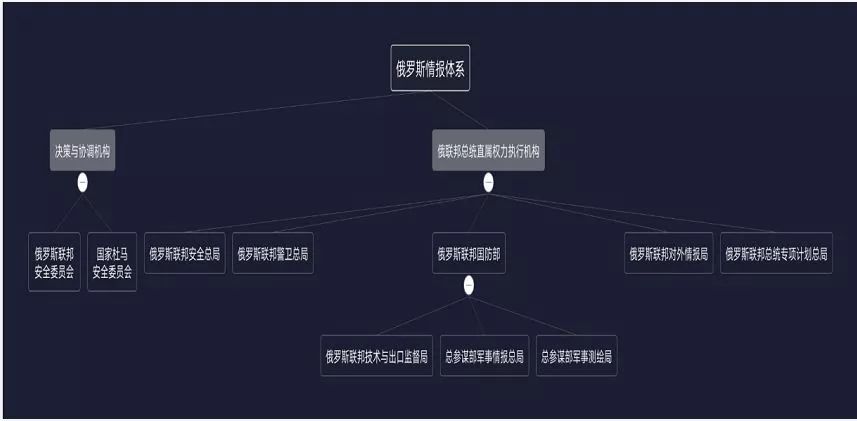 俄罗斯情报体系
决策与协调机构
俄联邦总统直属权力执行机构
俄罗斯联邦
安全委员会
国家杜马
安全委员会
俄罗斯联邦安全总局
俄罗斯联邦警卫总局
俄罗斯联邦国防部
俄罗斯联邦对外情报局
俄罗斯联邦总统专项计划总局
俄罗斯联邦技术与出口监督局
总参谋部军事情报总局
总参谋部军事测绘局